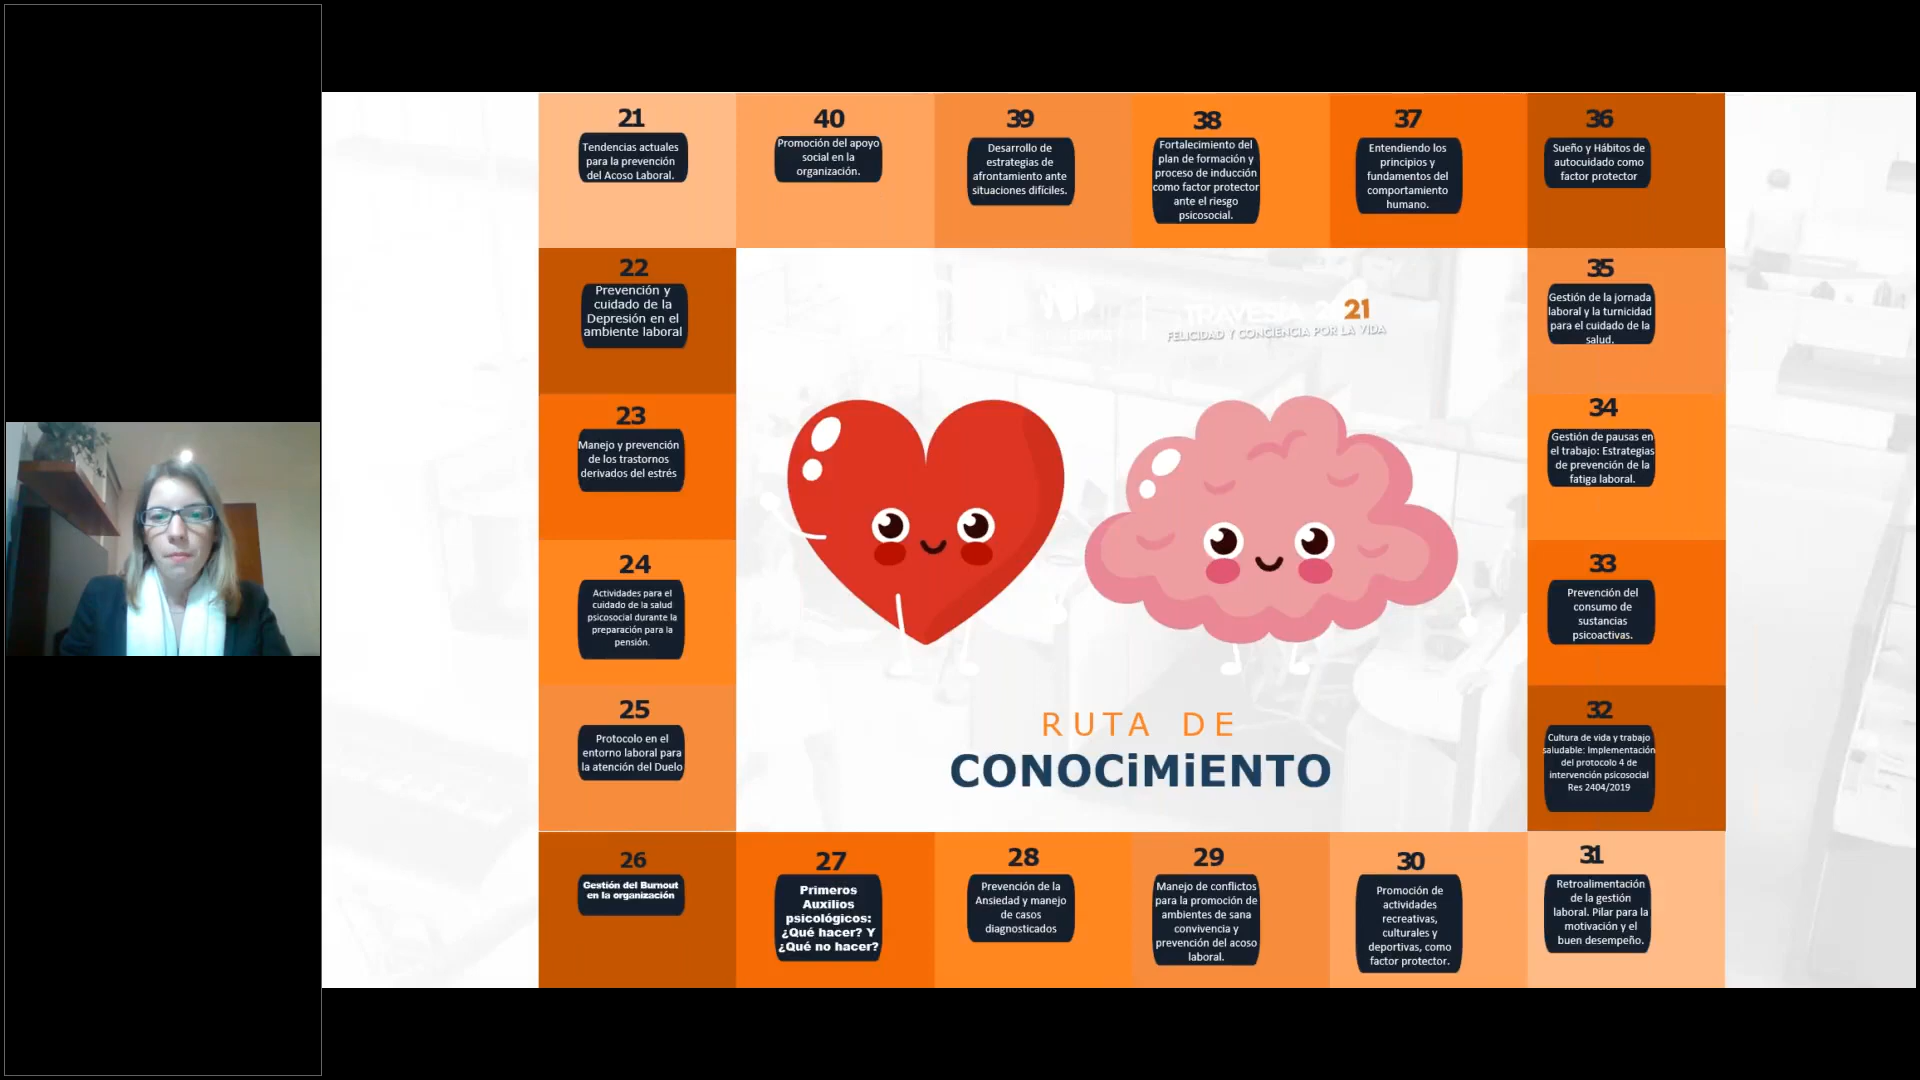 21
Tendencias actuales
para la prevención
del Acoso Laboral.
40
Promoción del apoyo
social en la
organización.
39
Desarrollo de
estrategias de
afrontamiento ante
situaciones difíciles.
38
Fortalecimiento del
plan de formación y
proceso de inducción
como factor protector
ante el riesgo
psicosocial.
37
Entendiendo los
principios y
fundamentos del
comportamiento
humano.
36
Sueño y Hábitos de
autocuidado como
factor protector
22
Prevención y
cuidado de la
Depresión en el
ambiente laboral
TRAVESÍA 2021
FELICIDAD Y CONCIENCIA POR LA VIDA
35
Gestión de la jornada
laboral y la turnicidad
para el cuidado de la
salud.
23
Manejo y prevención
de los trastornos
derivados del estrés
34
Gestión de pausas en
el trabajo: Estrategias
de prevención de la
fatiga laboral.
24
Actividades para el
cuidado de la salud
psicosocial durante la
preparación para la
pensión.
33
Prevención del
consumo de
sustancias
psicoactivas.
25
Protocolo en el
entorno laboral para
la atención del Duelo
RUTA DE
CONOCiMiENTO
32
Cultura de vida y trabajo
saludable: Implementación
del protocolo 4 de
intervención psicosocial
Res 2404/2019
26
Gestión del Burnout
en la organización
27
Primeros
Auxilios
psicológicos:
¿Qué hacer? Y
¿Qué no hacer?
28
Prevención de la
Ansiedad y manejo
de casos
diagnosticados
29
Manejo de conflictos
para la promoción de
ambientes de sana
convivencia y
prevención del acoso
laboral.
30
Promoción de
actividades
recreativas,
culturales y
deportivas, como
factor protector.
31
Retroalimentación
de la gestión
laboral. Pilar para la
motivación y el
buen desempeño.